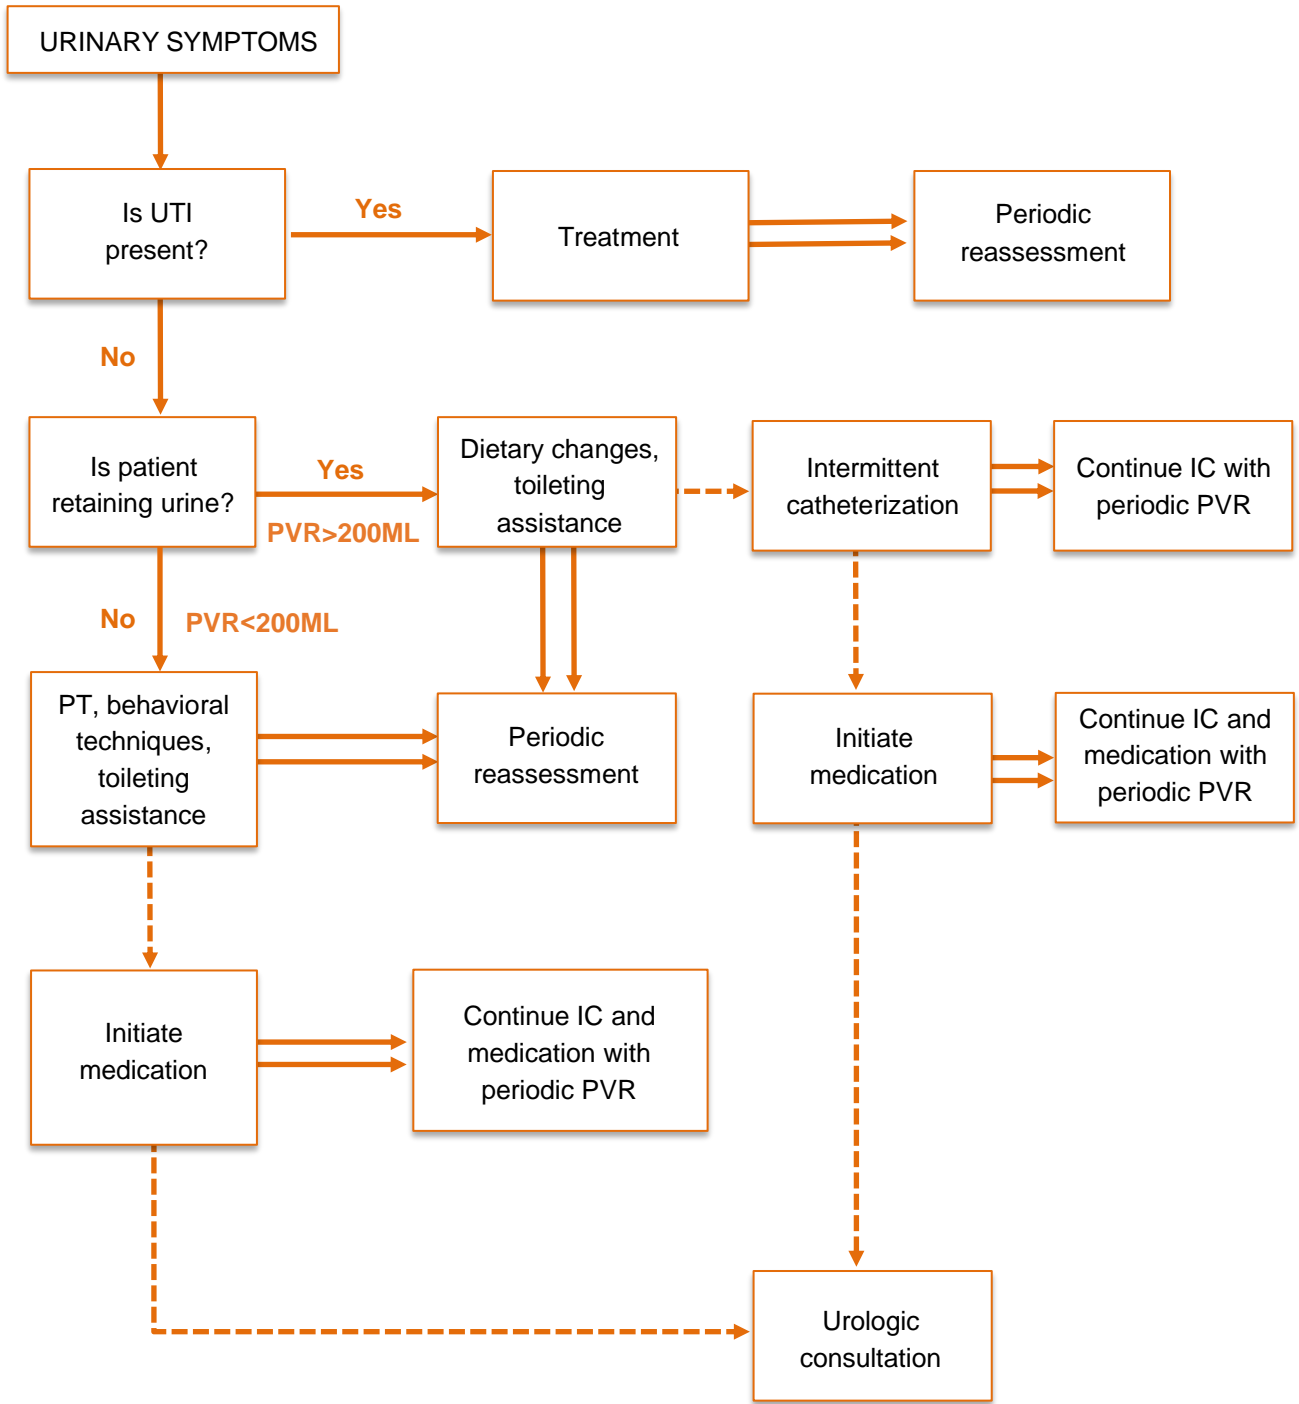 URINARY SYMPTOMS
Is UTI
present?
Yes
Treatment
Periodic
reassessment
No
Is patient
retaining urine?
Yes
PVR>200ML
Dietary changes,
toileting
assistance
Intermittent
catheterization
Continue IC with
periodic PVR
No
PVR<200ML
PT, behavioral
techniques,
toileting
assistance
Periodic
reassessment
Initiate
medication
Continue IC and
medication with
periodic PVR
Initiate
medication
Continue IC and
medication with
periodic PVR
Urologic
consultation